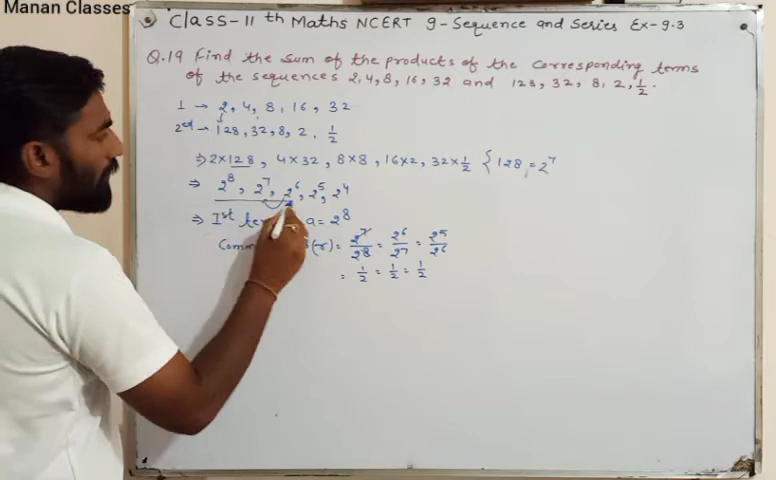 Manan Classes
Class-11 th Maths NCERT 9-Sequence and Series Ex-9.3
Q.19 Find the sum of the products of the corresponding terms
of the sequences 2, 4, 8, 16, 32 and 128, 32, 8, 2, 1/2.
1 → 2, 4, 8, 16, 32
2nd → 128, 32, 8, 2, 1/2
⇒ 2×128, 4×32, 8×8, 16×2, 32×1/2 { 128 = 2^7
⇒ 2^8, 2^7, 2^6, 2^5, 2^4
⇒ Ist a = 2^8
(r) = 2^7/2^8 = 2^6/2^7 = 2^5/2^6
= 1/2 = 1/2 = 1/2